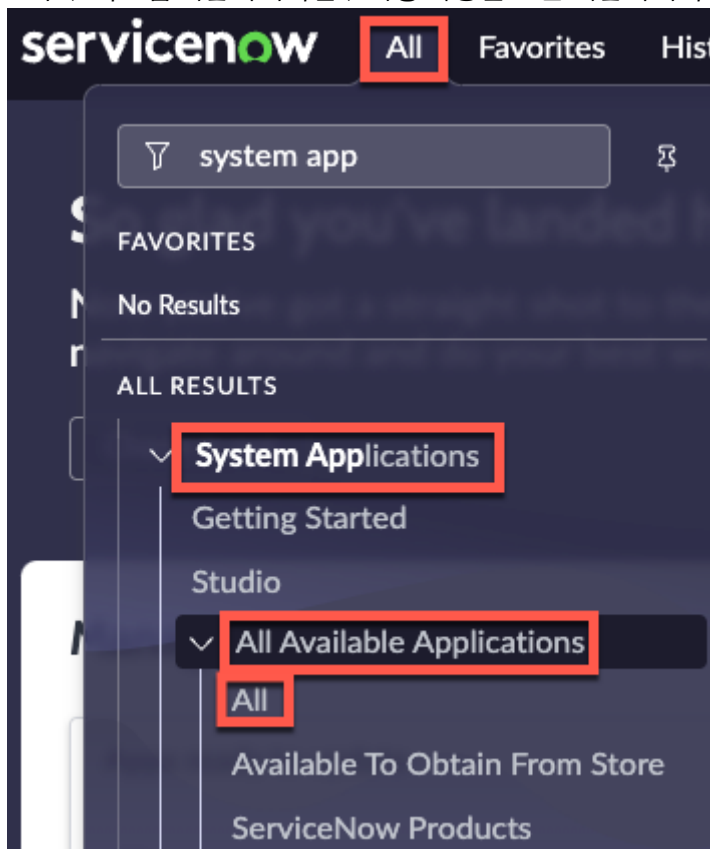 servicenow All Favorites Hist
system app
FAVORITES
No Results
ALL RESULTS
System Applications
Getting Started
Studio
All Available Applications
All
Available To Obtain From Store
ServiceNow Products